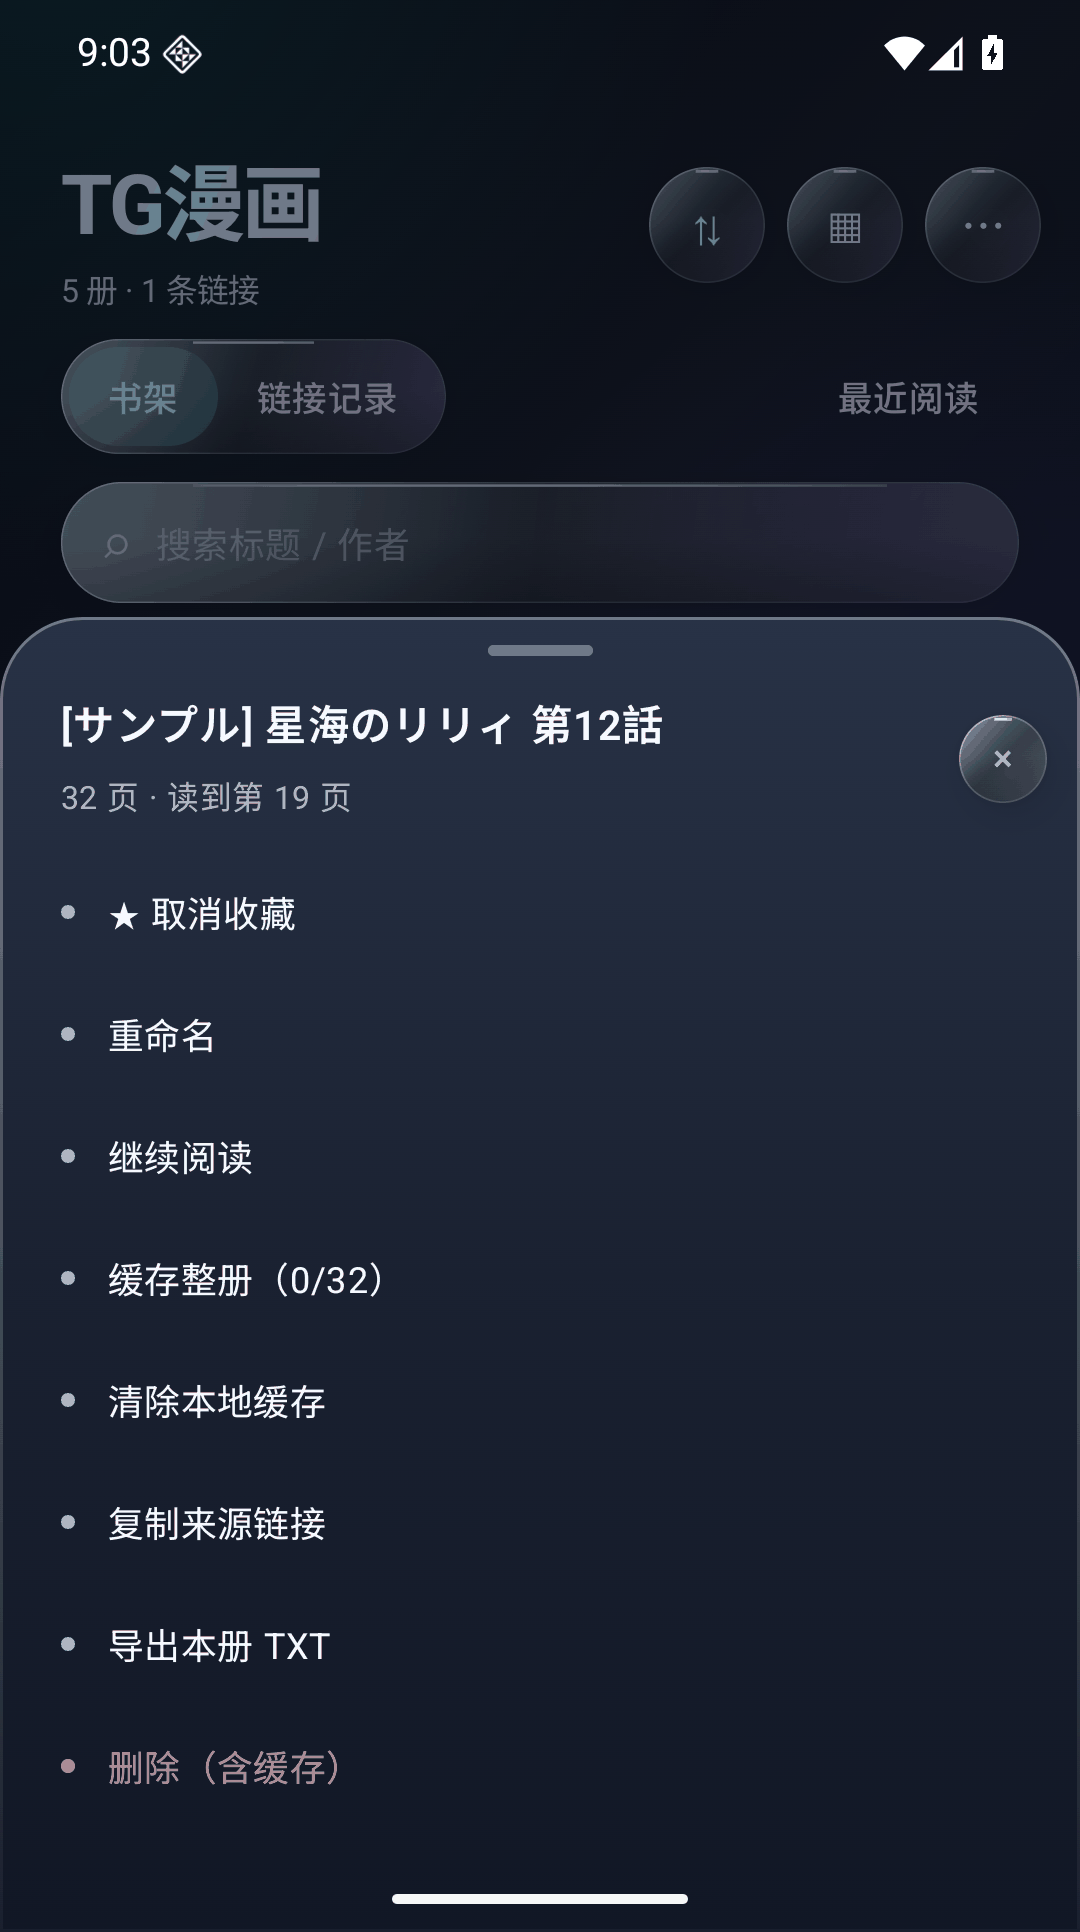 9:03
TG漫画
5 册 · 1 条链接
书架
链接记录
最近阅读
搜索标题 / 作者
[サンプル] 星海のリリィ 第12話
32 页 · 读到第 19 页
★ 取消收藏
重命名
继续阅读
缓存整册（0/32）
清除本地缓存
复制来源链接
导出本册 TXT
删除（含缓存）